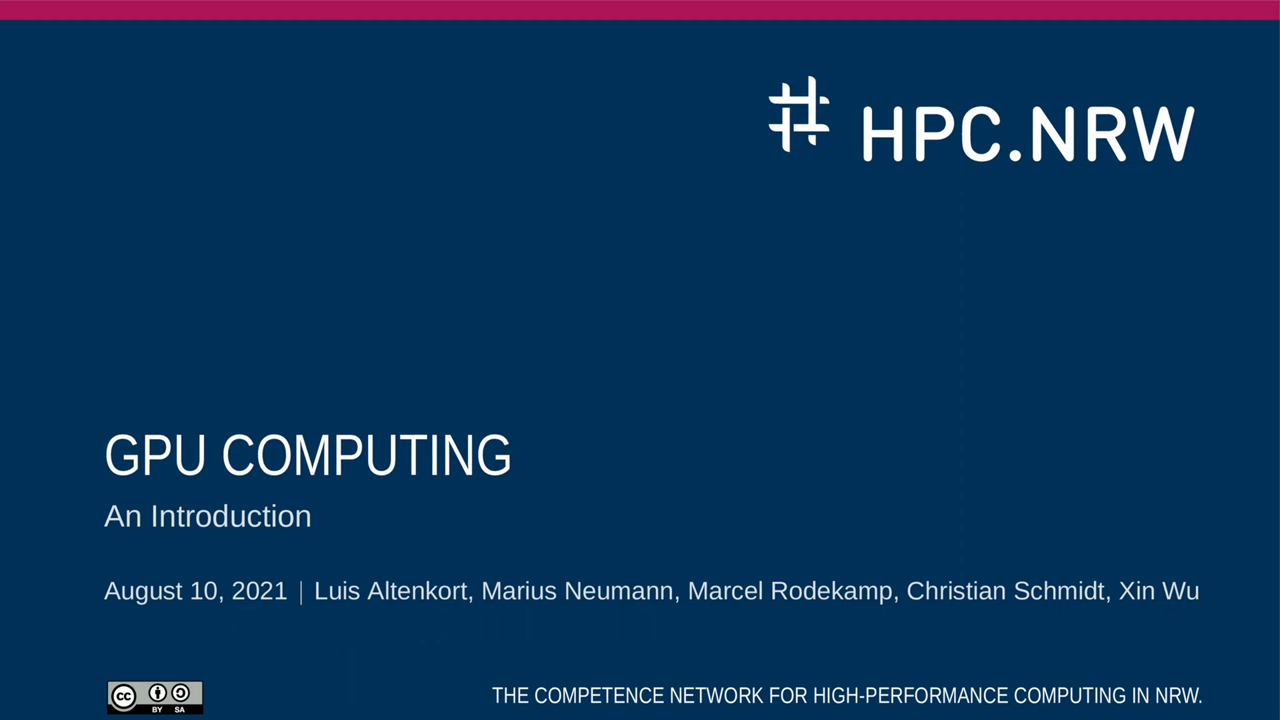 HPC.NRW
GPU COMPUTING
An Introduction
August 10, 2021 | Luis Altenkort, Marius Neumann, Marcel Rodekamp, Christian Schmidt, Xin Wu
cc
BY SA
THE COMPETENCE NETWORK FOR HIGH-PERFORMANCE COMPUTING IN NRW.